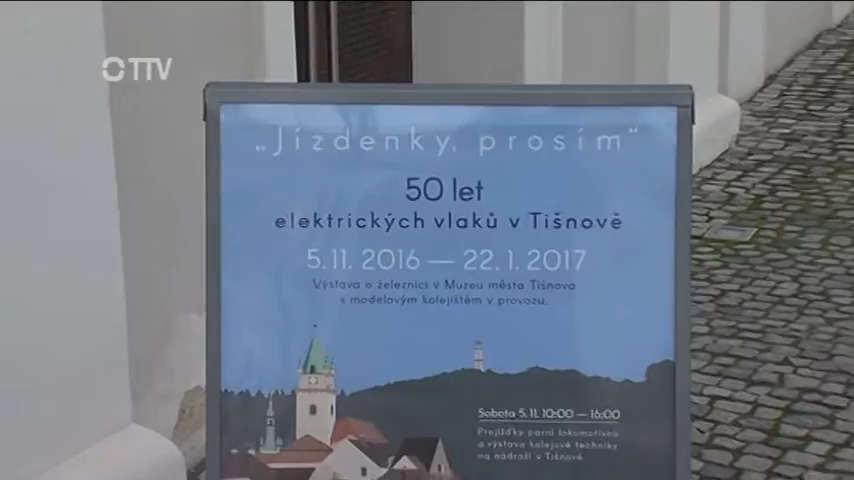 OTTV
„Jízdenky, prosím“
50 let
elektrických vlaků v Tišnově
5.11. 2016 — 22. 1. 2017
Výstava o železnici v Muzeu města Tišnova
s modelovým kolejištěm v provozu.
Sobota 5.11. 10:00 — 16:00
Projížďky parní lokomotivou
a výstava kolejové techniky
na nádraží v Tišnově